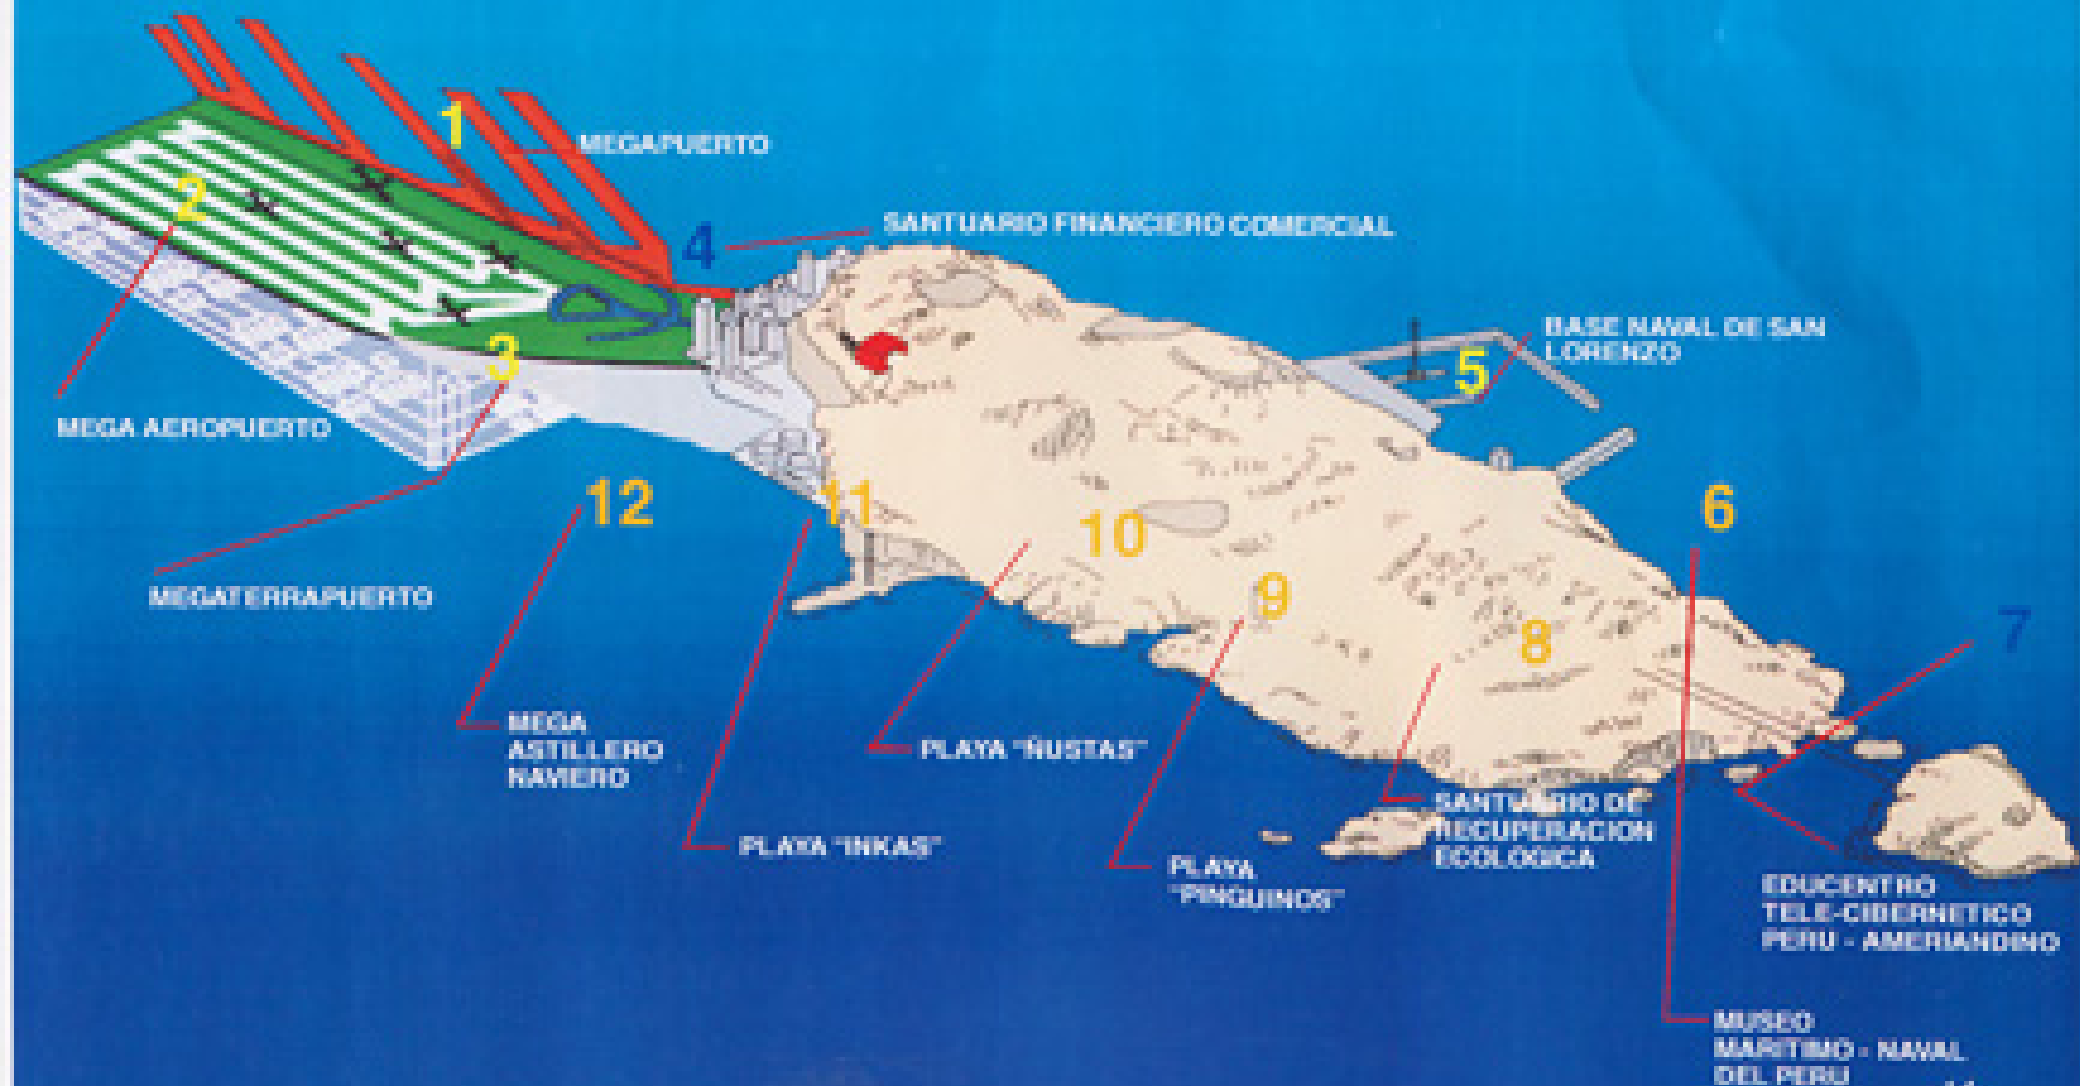 1
MEGAPUERTO
2
4
SANTUARIO FINANCIERO COMERCIAL
BASE NAVAL DE SAN
LORENZO
5
3
MEGA AEROPUERTO
12
11
10
6
9
MEGATERRAPUERTO
8
7
MEGA
ASTILLERO
NAVIERO
PLAYA "ÑUSTAS"
SANTUARIO DE
RECUPERACION
ECOLOGICA
PLAYA "INKAS"
PLAYA
"PINGUINOS"
EDUCENTRO
TELE-CIBERNETICO
PERU - AMERIANDINO
MUSEO
MARITIMO - NAVAL
DEL PERU